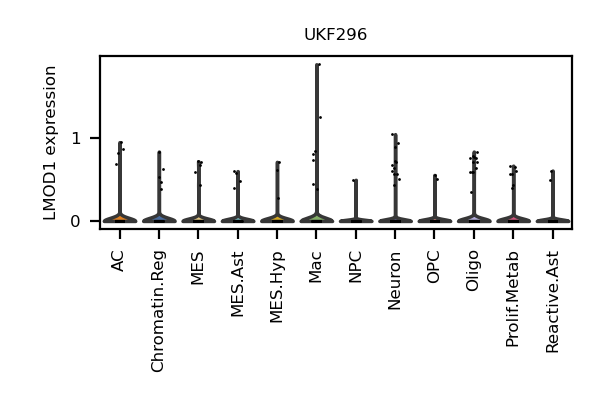 UKF296
LMOD1 expression
1
0
AC
Chromatin.Reg
MES
MES.Ast
MES.Hyp
Mac
NPC
Neuron
OPC
Oligo
Prolif.Metab
Reactive.Ast